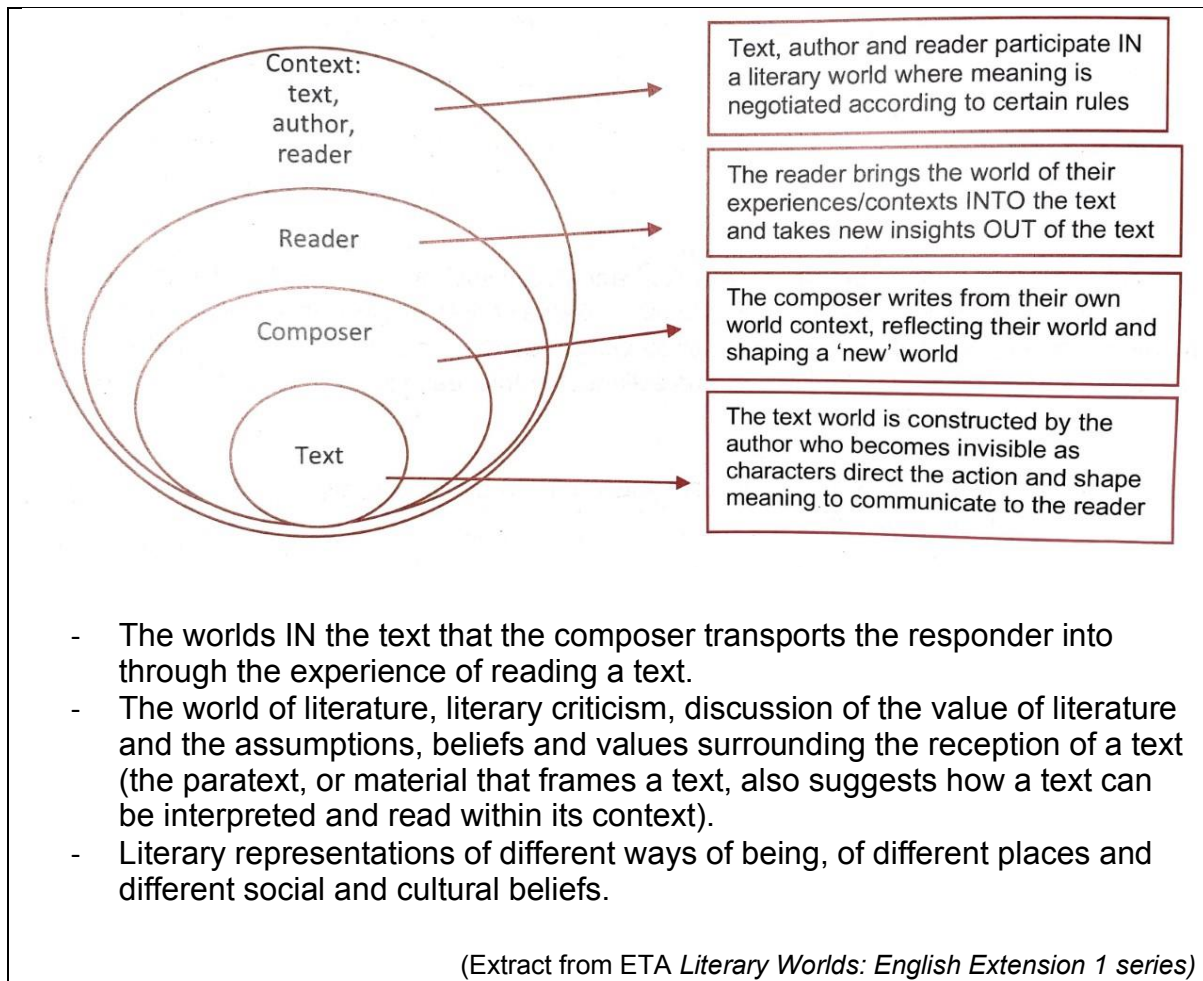 Context:
text,
author,
reader
Text, author and reader participate IN
a literary world where meaning is
negotiated according to certain rules
Reader
The reader brings the world of their
experiences/contexts INTO the text
and takes new insights OUT of the text
Composer
The composer writes from their own
world context, reflecting their world and
shaping a ‘new’ world
Text
The text world is constructed by the
author who becomes invisible as
characters direct the action and shape
meaning to communicate to the reader
- The worlds IN the text that the composer transports the responder into
through the experience of reading a text.
- The world of literature, literary criticism, discussion of the value of literature
and the assumptions, beliefs and values surrounding the reception of a text
(the paratext, or material that frames a text, also suggests how a text can
be interpreted and read within its context).
- Literary representations of different ways of being, of different places and
different social and cultural beliefs.
(Extract from ETA Literary Worlds: English Extension 1 series)